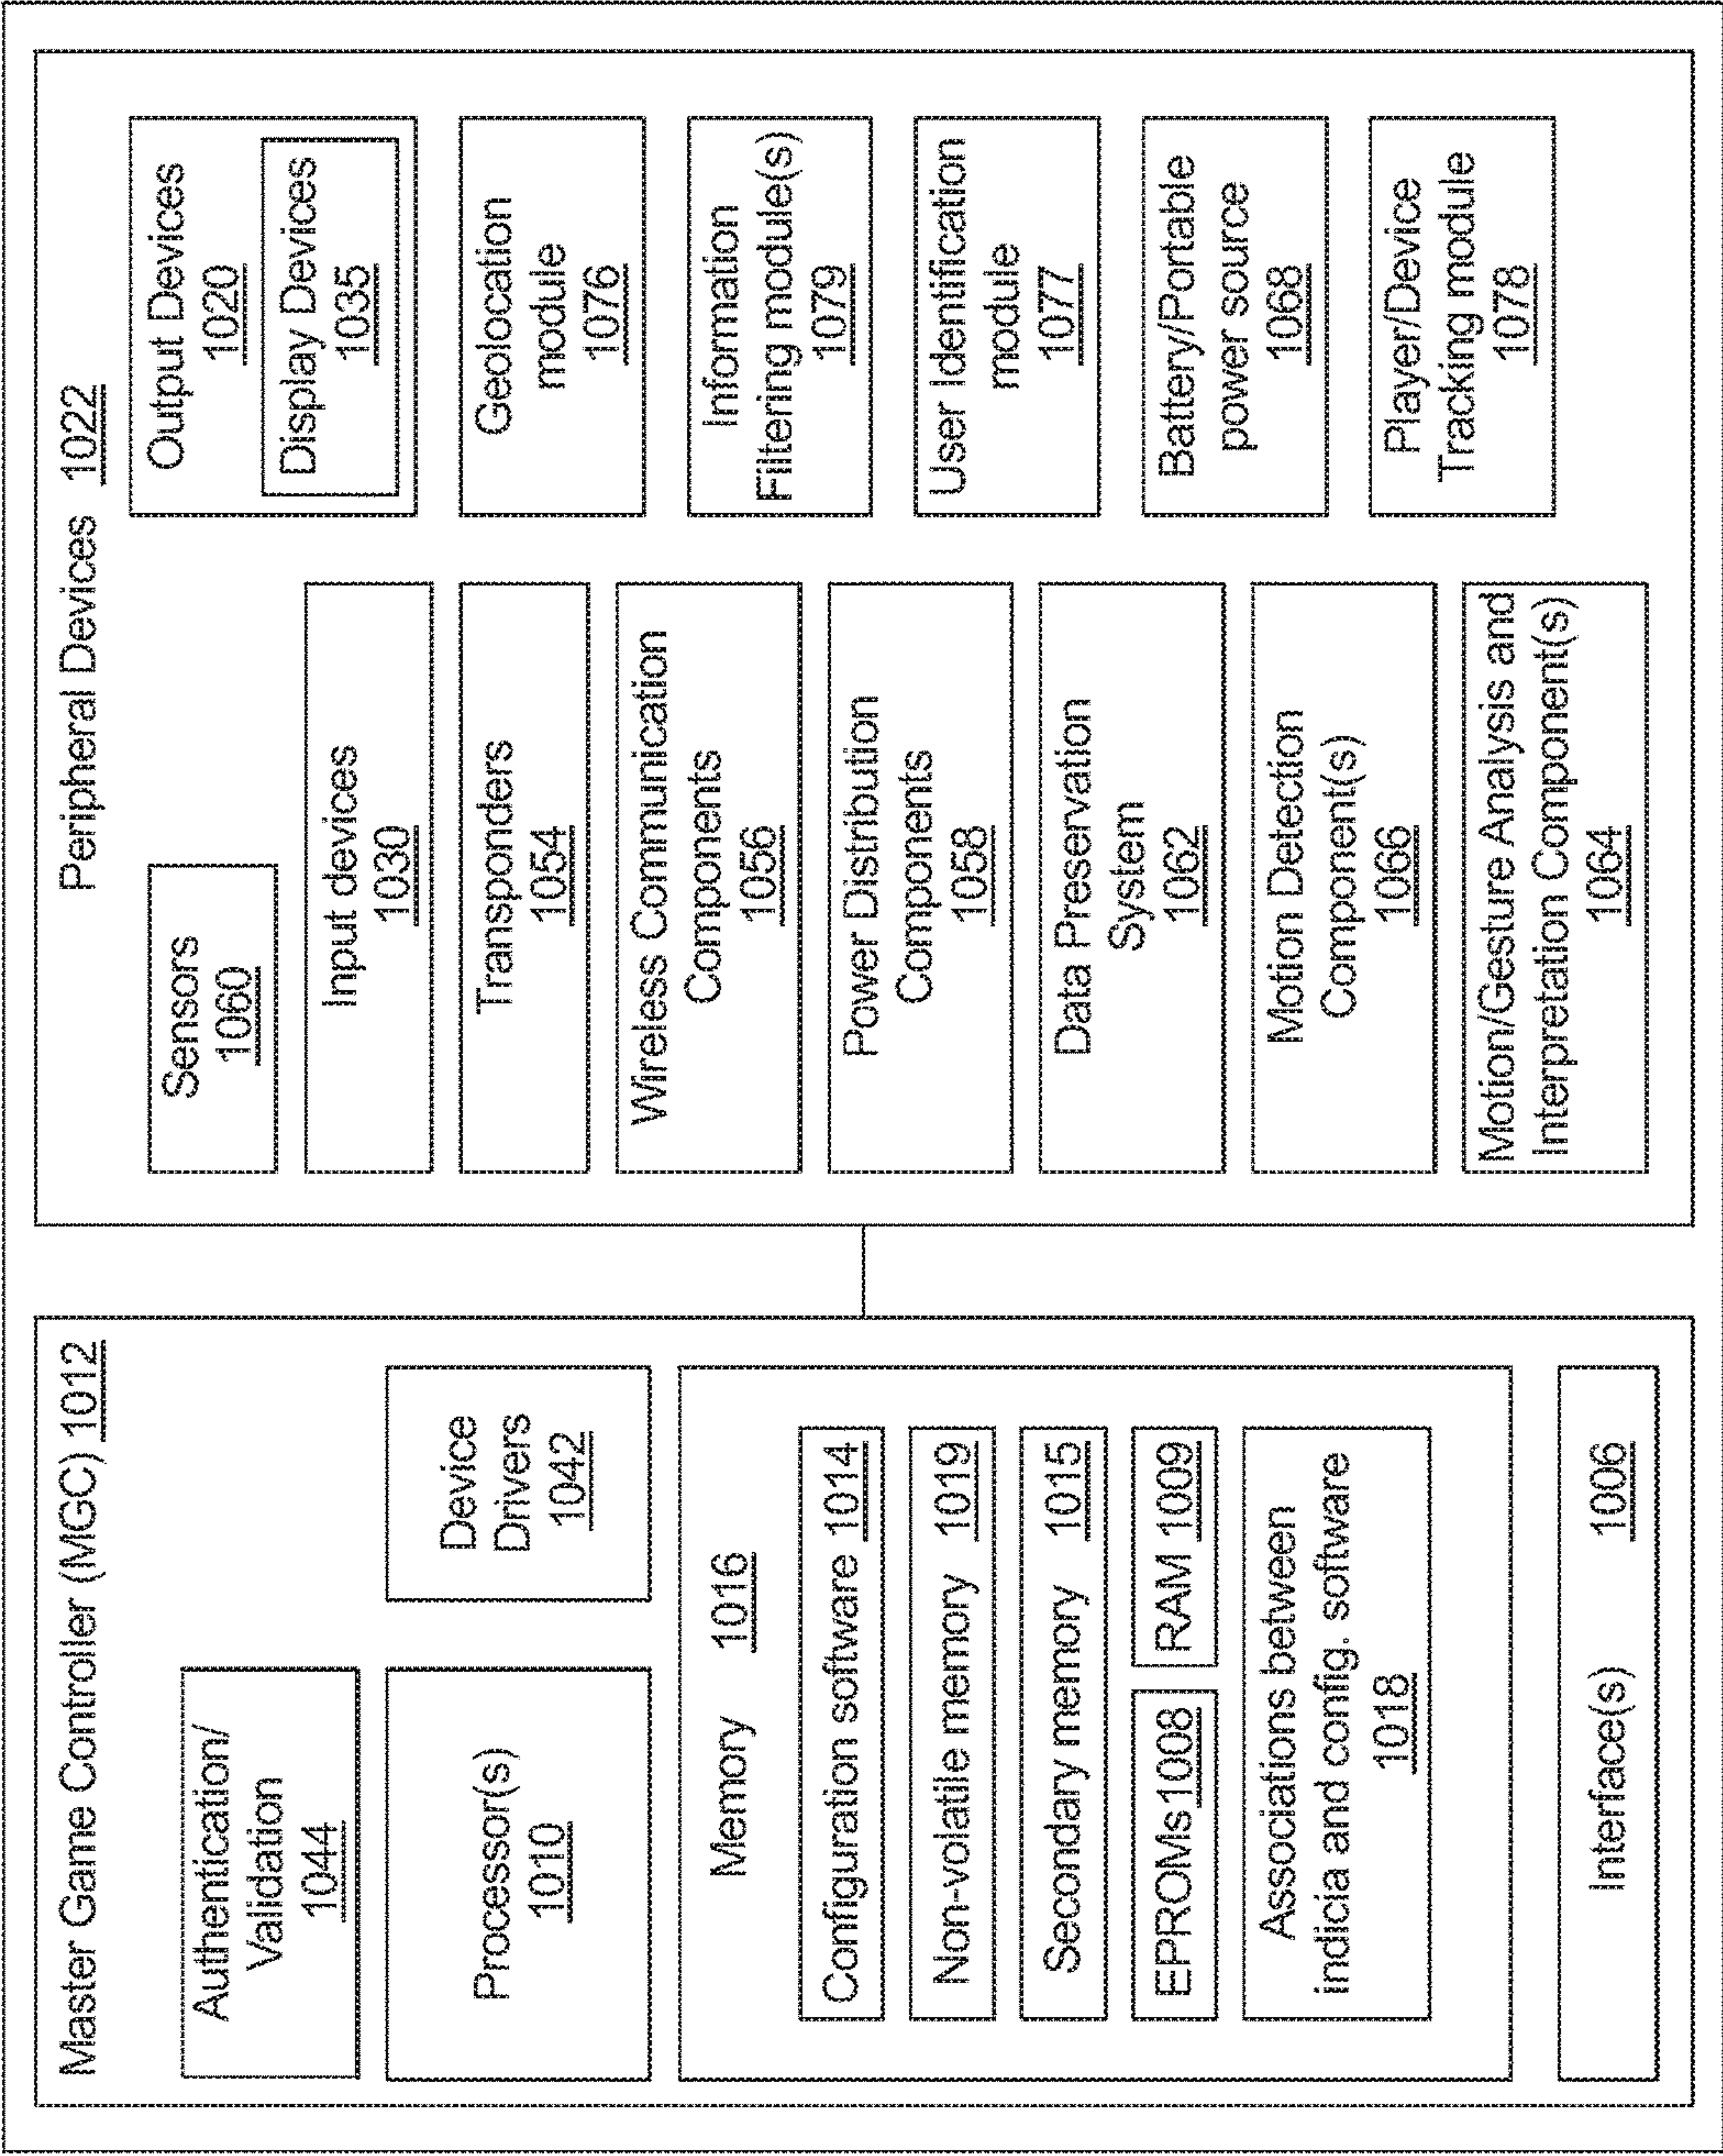 Master Game Controller (MGC) 1012
Authentication/
Validation
1044
Processor(s)
1010
Device
Drivers
1042
Memory 1016
Configuration software 1014
Non-volatile memory 1019
Secondary memory 1015
EPROMs 1008
RAM 1009
Associations between
indicia and config. software
1018
Interface(s) 1006
Peripheral Devices 1022
Sensors
1060
Input devices
1030
Transponders
1054
Wireless Communication
Components
1056
Power Distribution
Components
1058
Data Preservation
System
1062
Motion Detection
Component(s)
1066
Motion/Gesture Analysis and
Interpretation Component(s)
1064
Output Devices
1020
Display Devices
1035
Geolocation
module
1076
Information
Filtering module(s)
1079
User Identification
module
1077
Battery/Portable
power source
1068
Player/Device
Tracking module
1078